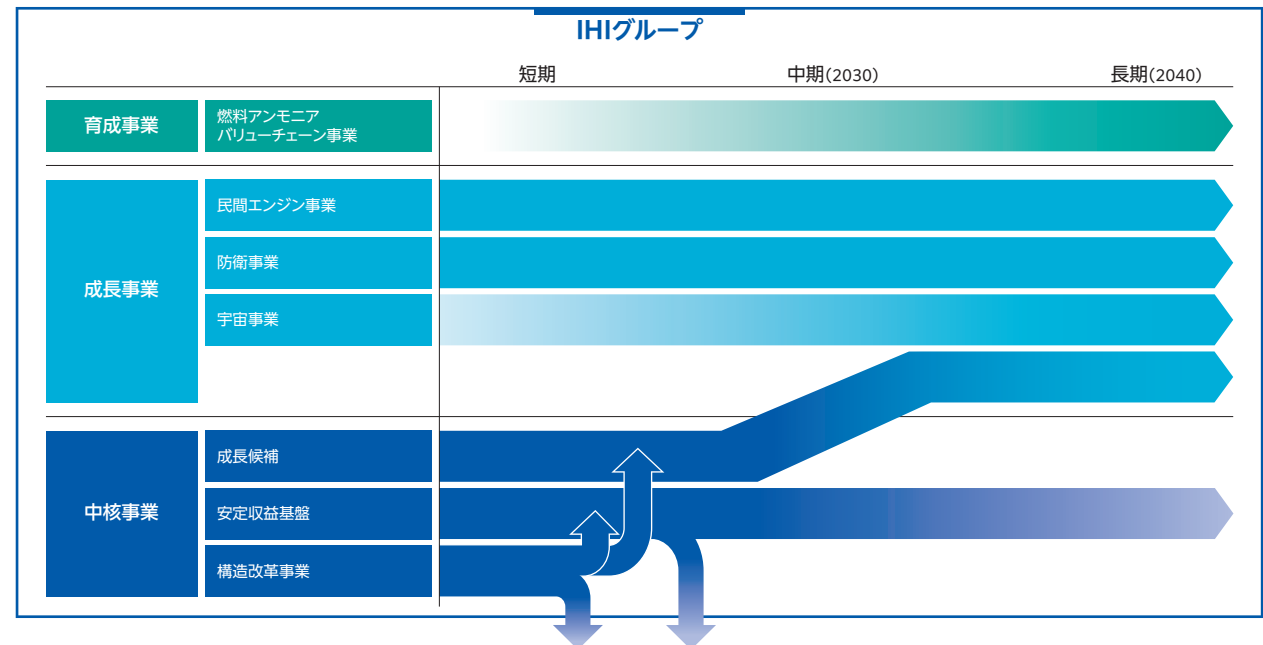 IHIグループ
短期
中期(2030)
長期(2040)
育成事業
燃料アンモニア
バリューチェーン事業
成長事業
民間エンジン事業
防衛事業
宇宙事業
中核事業
成長候補
安定収益基盤
構造改革事業